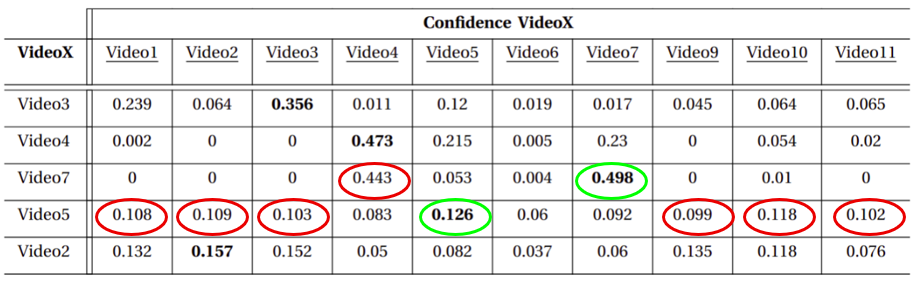 Confidence VideoX
VideoX Video1 Video2 Video3 Video4 Video5 Video6 Video7 Video9 Video10 Video11
Video3 0.239 0.064 0.356 0.011 0.12 0.019 0.017 0.045 0.064 0.065
Video4 0.002 0 0 0.473 0.215 0.005 0.23 0 0.054 0.02
Video7 0 0 0 0.443 0.053 0.004 0.498 0 0.01 0
Video5 0.108 0.109 0.103 0.083 0.126 0.06 0.092 0.099 0.118 0.102
Video2 0.132 0.157 0.152 0.05 0.082 0.037 0.06 0.135 0.118 0.076